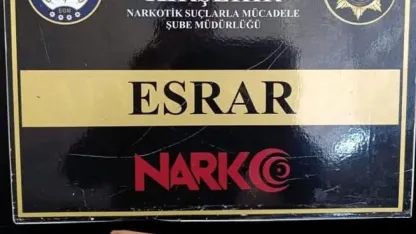 NARKOTİK SUÇLARLA MÜCADELE
ŞUBE MÜDÜRLÜĞÜ
ESRAR
NARKO